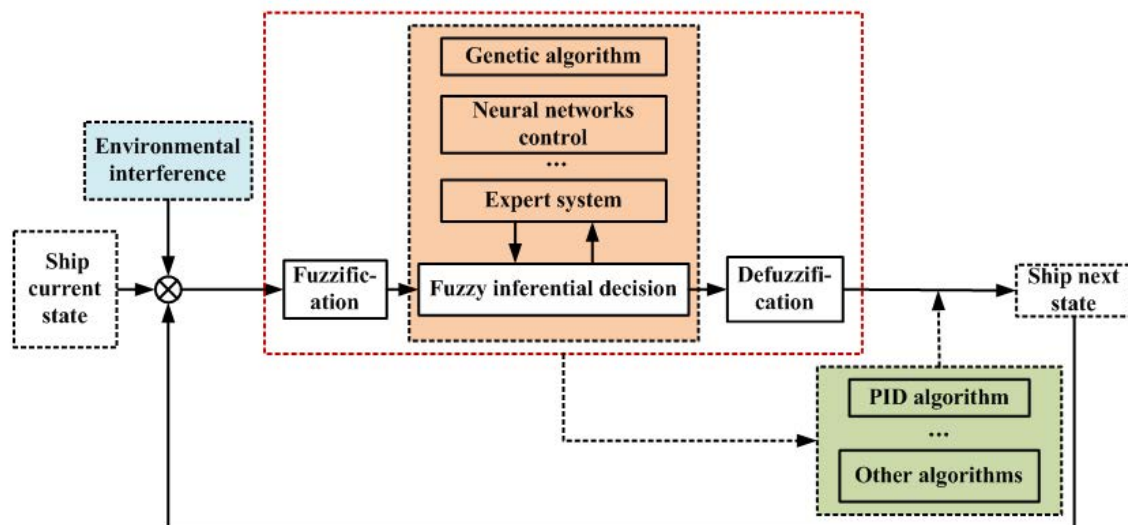 Genetic algorithm
Neural networks
control
...
Expert system
Environmental
interference
Ship
current
state
Fuzzific-
ation
Fuzzy inferential decision
Defuzzifi-
cation
Ship next
state
PID algorithm
...
Other algorithms